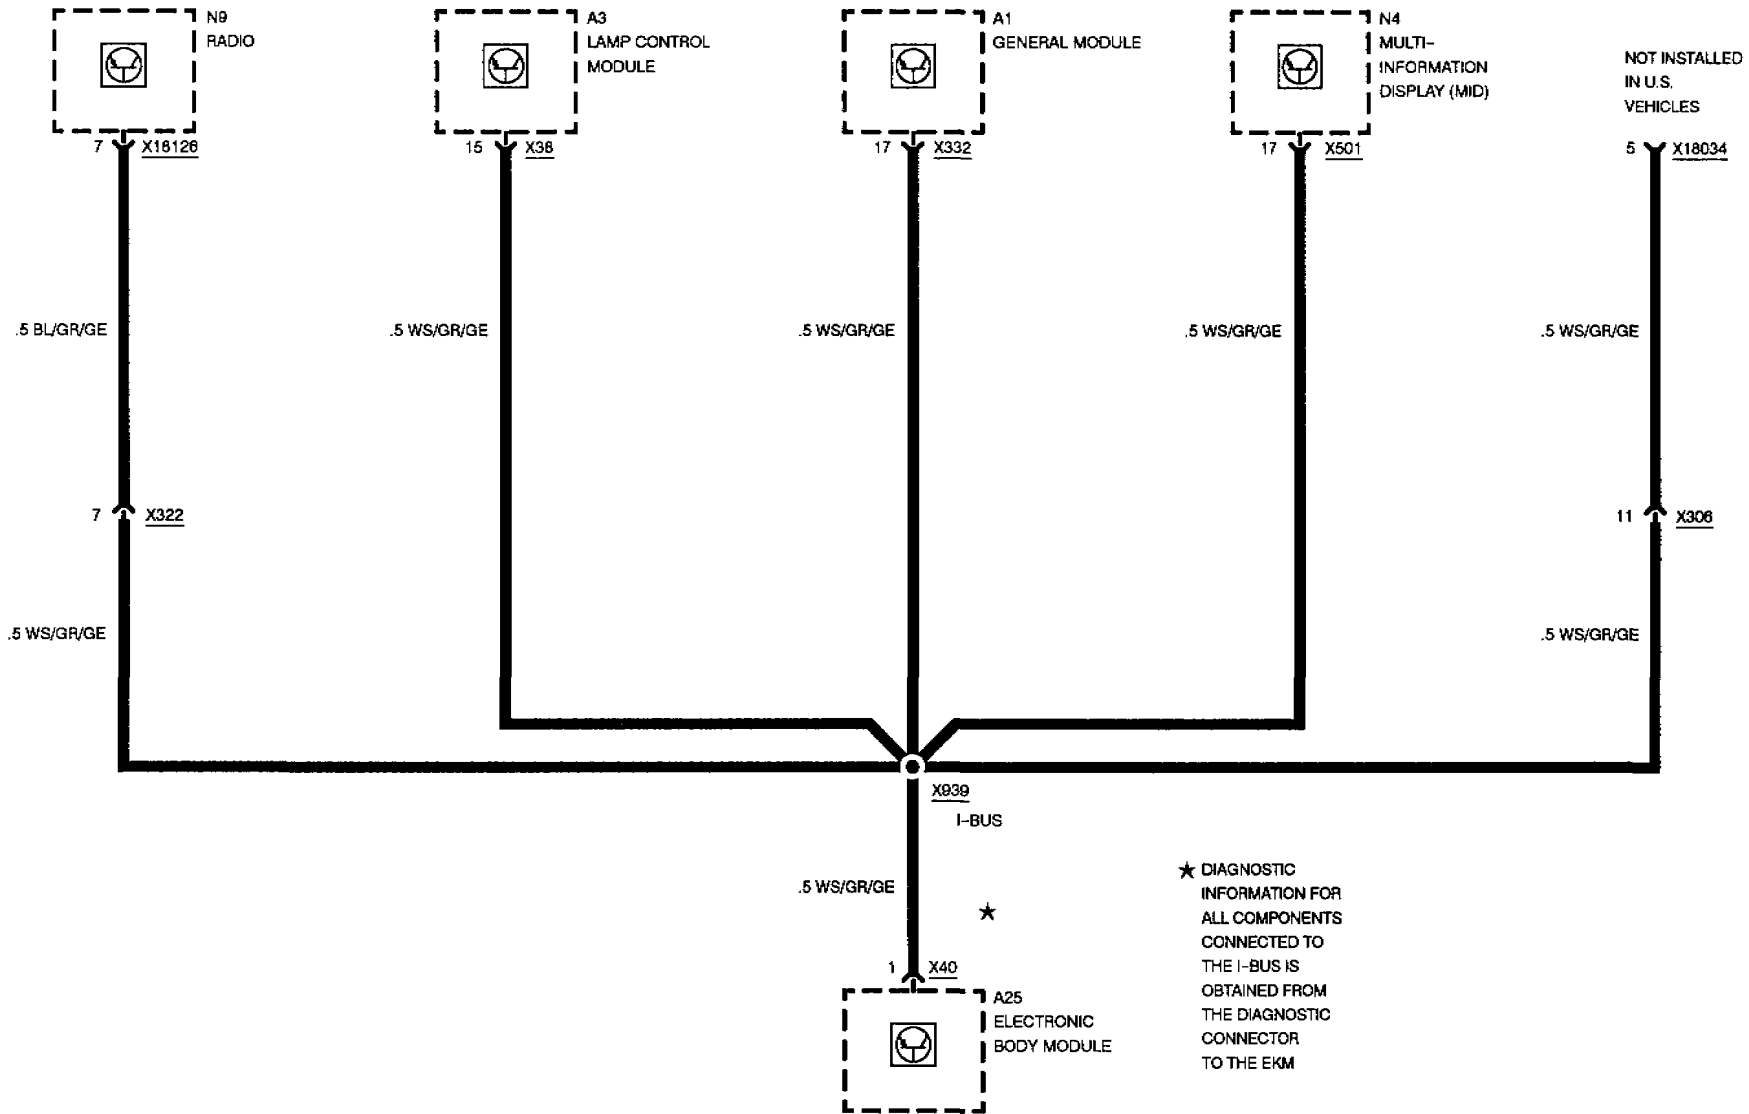 N9
RADIO
A3
LAMP CONTROL
MODULE
A1
GENERAL MODULE
N4
MULTI-
INFORMATION
DISPLAY (MID)
NOT INSTALLED
IN U.S.
VEHICLES
7 X18126
15 X38
17 X332
17 X501
5 X18034
.5 BL/GR/GE
.5 WS/GR/GE
.5 WS/GR/GE
.5 WS/GR/GE
.5 WS/GR/GE
7 X322
11 X306
.5 WS/GR/GE
.5 WS/GR/GE
X939
I-BUS
.5 WS/GR/GE
★
1 X40
A25
ELECTRONIC
BODY MODULE
★ DIAGNOSTIC
INFORMATION FOR
ALL COMPONENTS
CONNECTED TO
THE I-BUS IS
OBTAINED FROM
THE DIAGNOSTIC
CONNECTOR
TO THE EKM